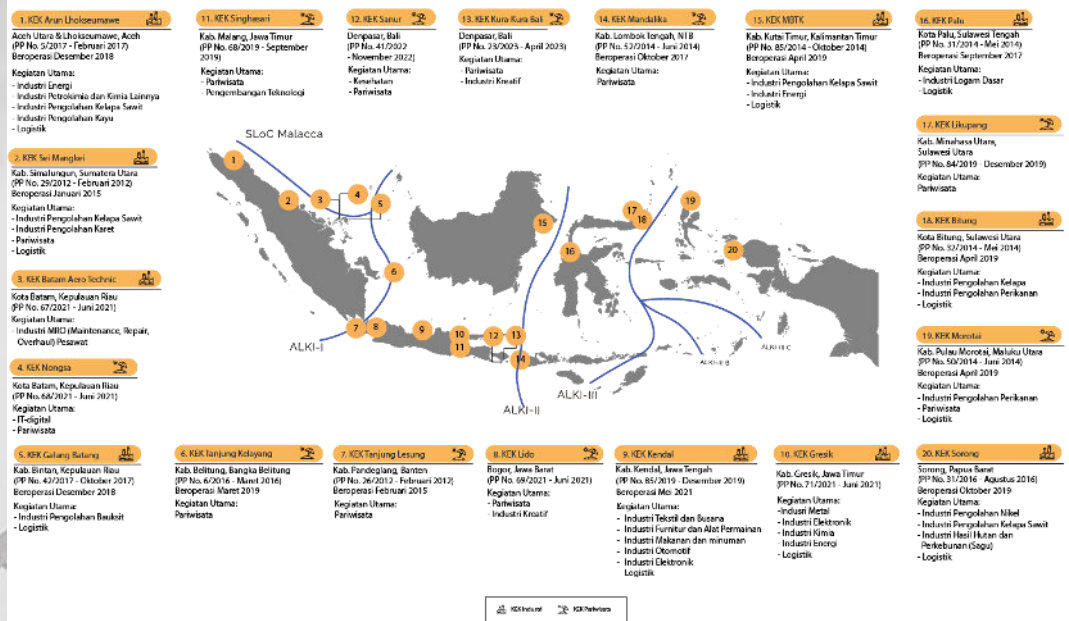 1. KEK Arun Lhokseumawe
Aceh Utara & Lhokseumawe, Aceh
(PP No. 5/2017 - Februari 2017)
Beroperasi Desember 2018
Kegiatan Utama:
- Industri Energi
- Industri Petrokimia dan Kimia Lainnya
- Industri Pengolahan Kelapa Sawit
- Industri Pengolahan Kayu
- Logistik
11. KEK Singhasari
Kab. Malang, Jawa Timur
(PP No. 68/2019 - September
2019)
Kegiatan Utama:
- Pariwisata
- Pengembangan Teknologi
12. KEK Sanur
Denpasar, Bali
(PP No. 41/2022
- November 2022)
Kegiatan Utama:
- Kesehatan
- Pariwisata
13. KEK Kura Kura Bali
Denpasar, Bali
(PP No. 23/2023 - April 2023)
Kegiatan Utama:
- Pariwisata
- Industri Kreatif
14. KEK Mandalika
Kab. Lombok Tengah, NTB
(PP No. 52/2014 - Juni 2014)
Beroperasi Oktober 2017
Kegiatan Utama:
Pariwisata
15. KEK MBTK
Kab. Kutai Timur, Kalimantan Timur
(PP No. 85/2014 - Oktober 2014)
Beroperasi April 2019
Kegiatan Utama:
- Industri Pengolahan Kelapa Sawit
- Industri Energi
- Logistik
16. KEK Palu
Kota Palu, Sulawesi Tengah
(PP No. 31/2014 - Mei 2014)
Beroperasi September 2017
Kegiatan Utama:
- Industri Logam Dasar
- Logistik
2. KEK Sei Mangkei
Kab. Simalungun, Sumatera Utara
(PP No. 29/2012 - Februari 2012)
Beroperasi Januari 2015
Kegiatan Utama:
- Industri Pengolahan Kelapa Sawit
- Industri Pengolahan Karet
- Pariwisata
- Logistik
3. KEK Batam Aero Technic
Kota Batam, Kepulauan Riau
(PP No. 67/2021 - Juni 2021)
Kegiatan Utama:
- Industri MRO (Maintenance, Repair,
Overhaul) Pesawat
4. KEK Nongsa
Kota Batam, Kepulauan Riau
(PP No. 68/2021 - Juni 2021)
Kegiatan Utama:
- IT-digital
- Pariwisata
SLoC Malacca
1
2
3
4
5
6
7
8
9
10
11
12
13
14
15
16
17
18
19
20
ALKI-I
ALKI-II
ALKI-III
ALKI-III B
ALKI-III C
17. KEK Likupang
Kab. Minahasa Utara,
Sulawesi Utara
(PP No. 84/2019 - Desember 2019)
Kegiatan Utama:
Pariwisata
18. KEK Bitung
Kota Bitung, Sulawesi Utara
(PP No. 32/2014 - Mei 2014)
Beroperasi April 2019
Kegiatan Utama:
- Industri Pengolahan Kelapa
- Industri Pengolahan Perikanan
- Logistik
19. KEK Morotai
Kab. Pulau Morotai, Maluku Utara
(PP No. 50/2014 - Juni 2014)
Beroperasi April 2019
Kegiatan Utama:
- Industri Pengolahan Perikanan
- Pariwisata
- Logistik
5. KEK Galang Batang
Kab. Bintan, Kepulauan Riau
(PP No. 42/2017 - Oktober 2017)
Beroperasi Desember 2018
Kegiatan Utama:
- Industri Pengolahan Bauksit
- Logistik
6. KEK Tanjung Kelayang
Kab. Belitung, Bangka Belitung
(PP No. 6/2016 - Maret 2016)
Beroperasi Maret 2019
Kegiatan Utama:
Pariwisata
7. KEK Tanjung Lesung
Kab. Pandeglang, Banten
(PP No. 26/2012 - Februari 2012)
Beroperasi Februari 2015
Kegiatan Utama:
Pariwisata
8. KEK Lido
Bogor, Jawa Barat
(PP No. 69/2021 - Juni 2021)
Kegiatan Utama:
- Pariwisata
- Industri Kreatif
9. KEK Kendal
Kab. Kendal, Jawa Tengah
(PP No. 85/2019 - Desember 2019)
Beroperasi Mei 2021
Kegiatan Utama:
- Industri Tekstil dan Busana
- Industri Furnitur dan Alat Permainan
- Industri Makanan dan minuman
- Industri Otomotif
- Industri Elektronik
Logistik
10. KEK Gresik
Kab. Gresik, Jawa Timur
(PP No. 71/2021 - Juni 2021)
Kegiatan Utama:
-Indusri Metal
- Industri Elektronik
- Industri Kimia
- Industri Energi
- Logistik
20. KEK Sorong
Sorong, Papua Barat
(PP No. 31/2016 - Agustus 2016)
Beroperasi Oktober 2019
Kegiatan Utama:
- Industri Pengolahan Nikel
- Industri Pengolahan Kelapa Sawit
- Industri Hasil Hutan dan
Perkebunan (Sagu)
- Logistik
KEK Industri
KEK Pariwisata